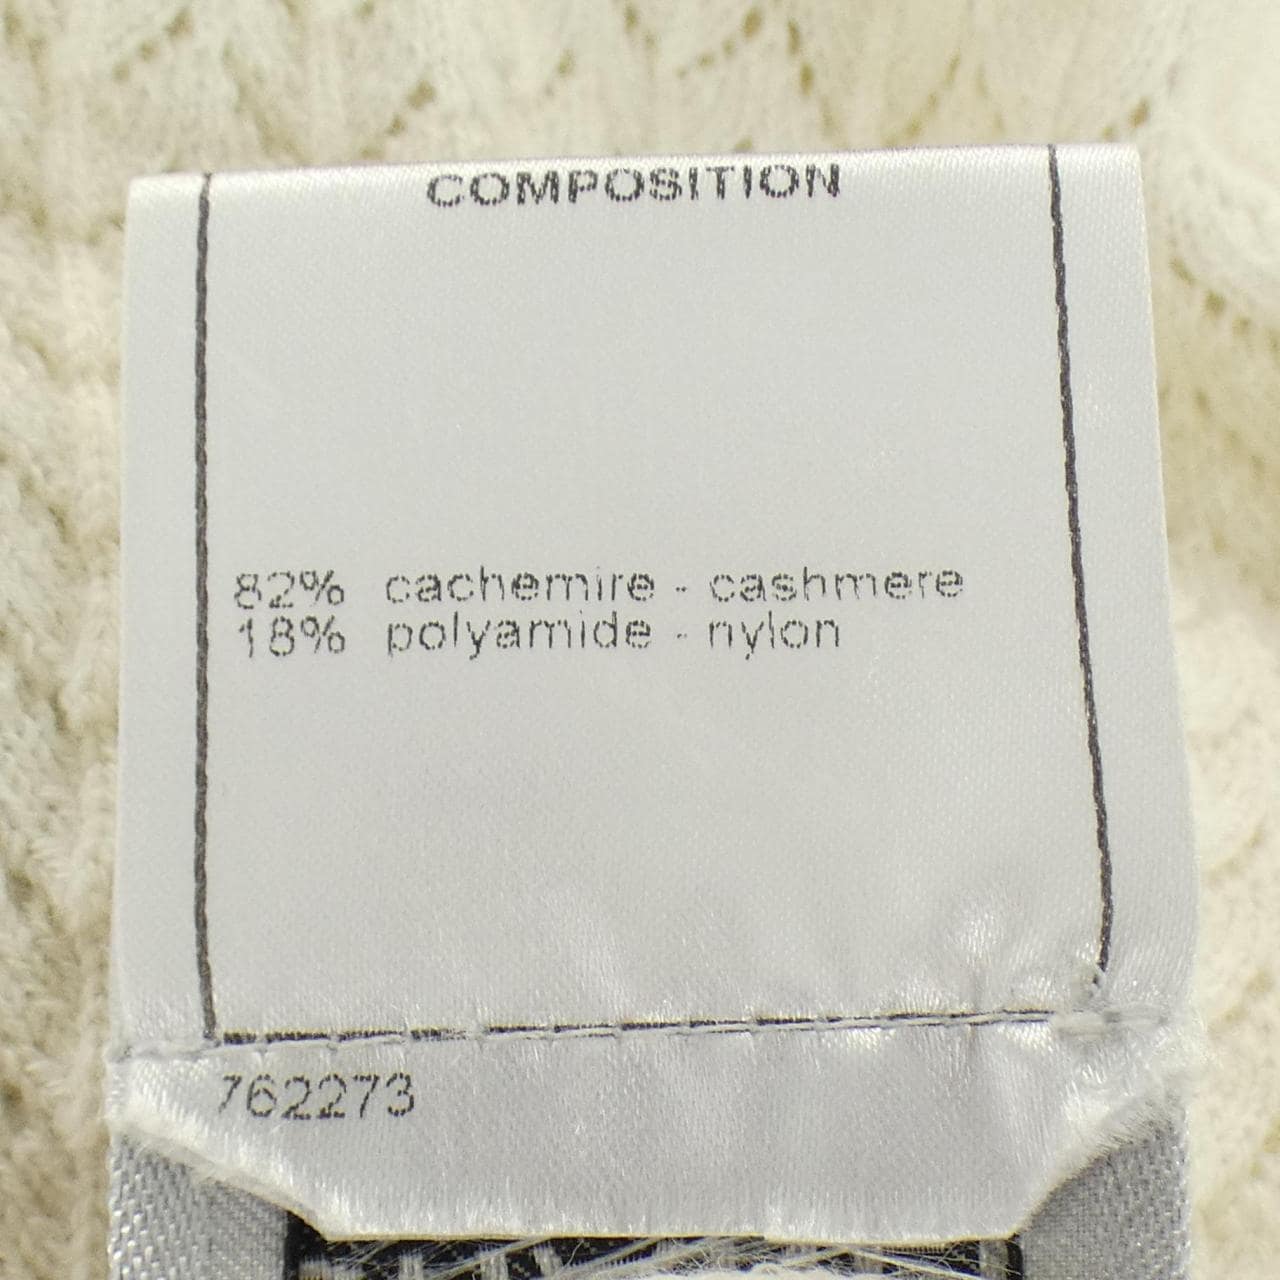 COMPOSITION
82% cachemire - cashmere
18% polyamide - nylon
762273